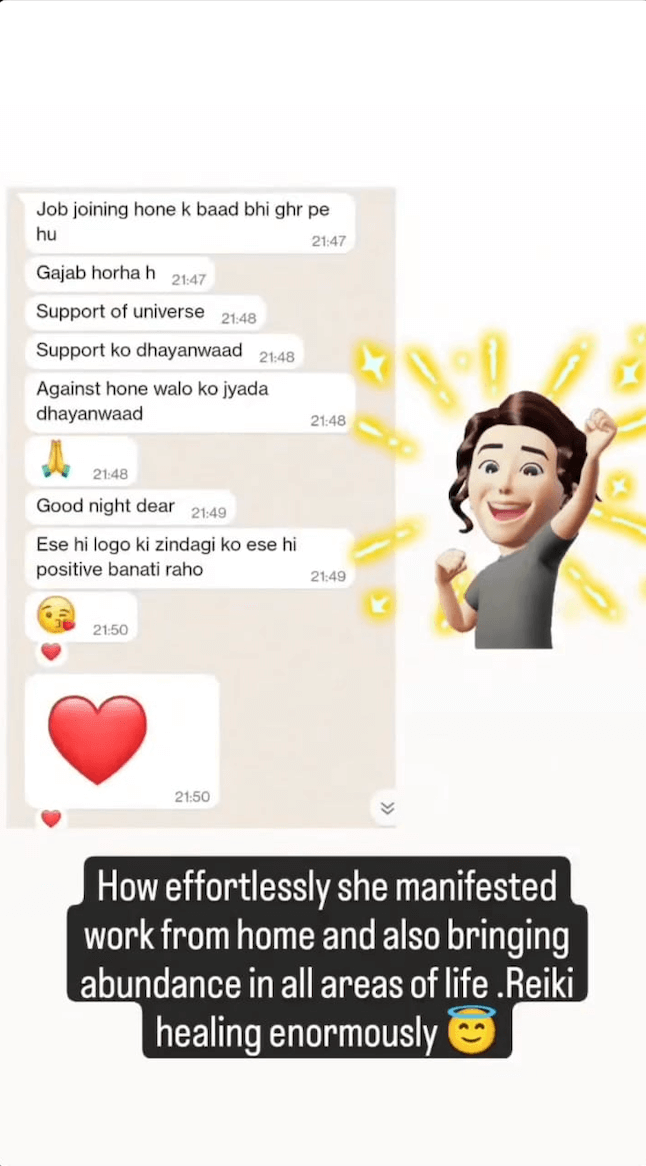 Job joining hone k baad bhi ghr pe
hu
21:47
Gajab horha h 21:47
Support of universe 21:48
Support ko dhayanwaad 21:48
Against hone walo ko jyada
dhayanwaad
21:48
🙏 21:48
Good night dear 21:49
Ese hi logo ki zindagi ko ese hi
positive banati raho
21:49
😘 21:50
❤️
❤️
21:50
❤️
How effortlessly she manifested
work from home and also bringing
abundance in all areas of life .Reiki
healing enormously 😇